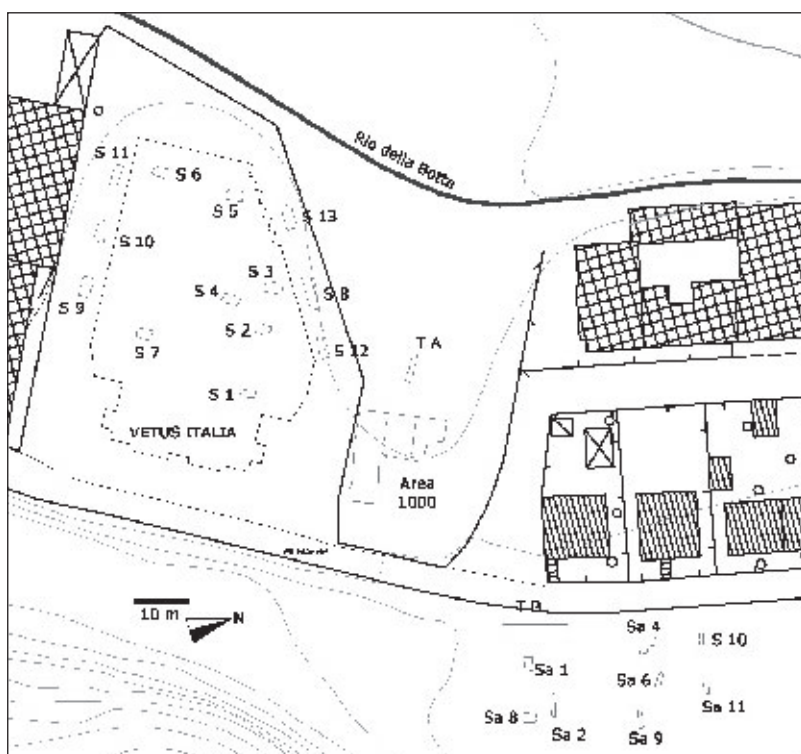 Rio della Botte
S 11
S 6
S 5
S 13
S 10
S 3
S 4
S 8
S 9
S 2
S 7
S 12
T A
S 1
VETUS ITALIA
Area
1000
10 m
N
Sa 4
S 10
Sa 1
Sa 6
Sa 8
Sa 11
Sa 2
Sa 9